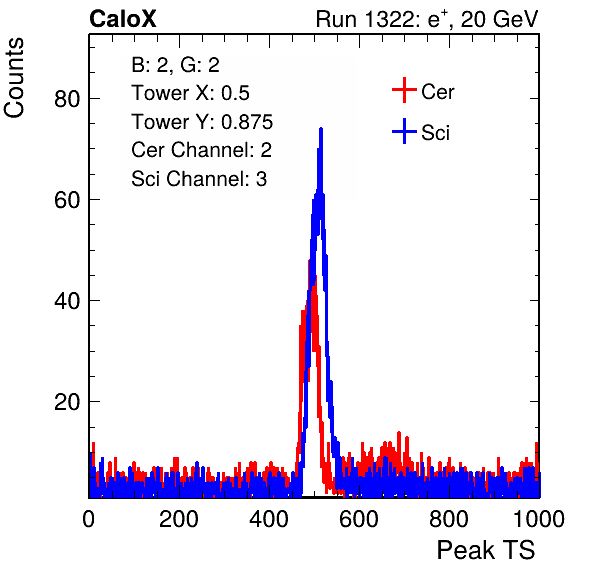 CaloX
Run 1322: e⁺, 20 GeV
Counts
B: 2, G: 2
Tower X: 0.5
Tower Y: 0.875
Cer Channel: 2
Sci Channel: 3
Cer
Sci
80
60
40
20
0 200 400 600 800 1000
Peak TS